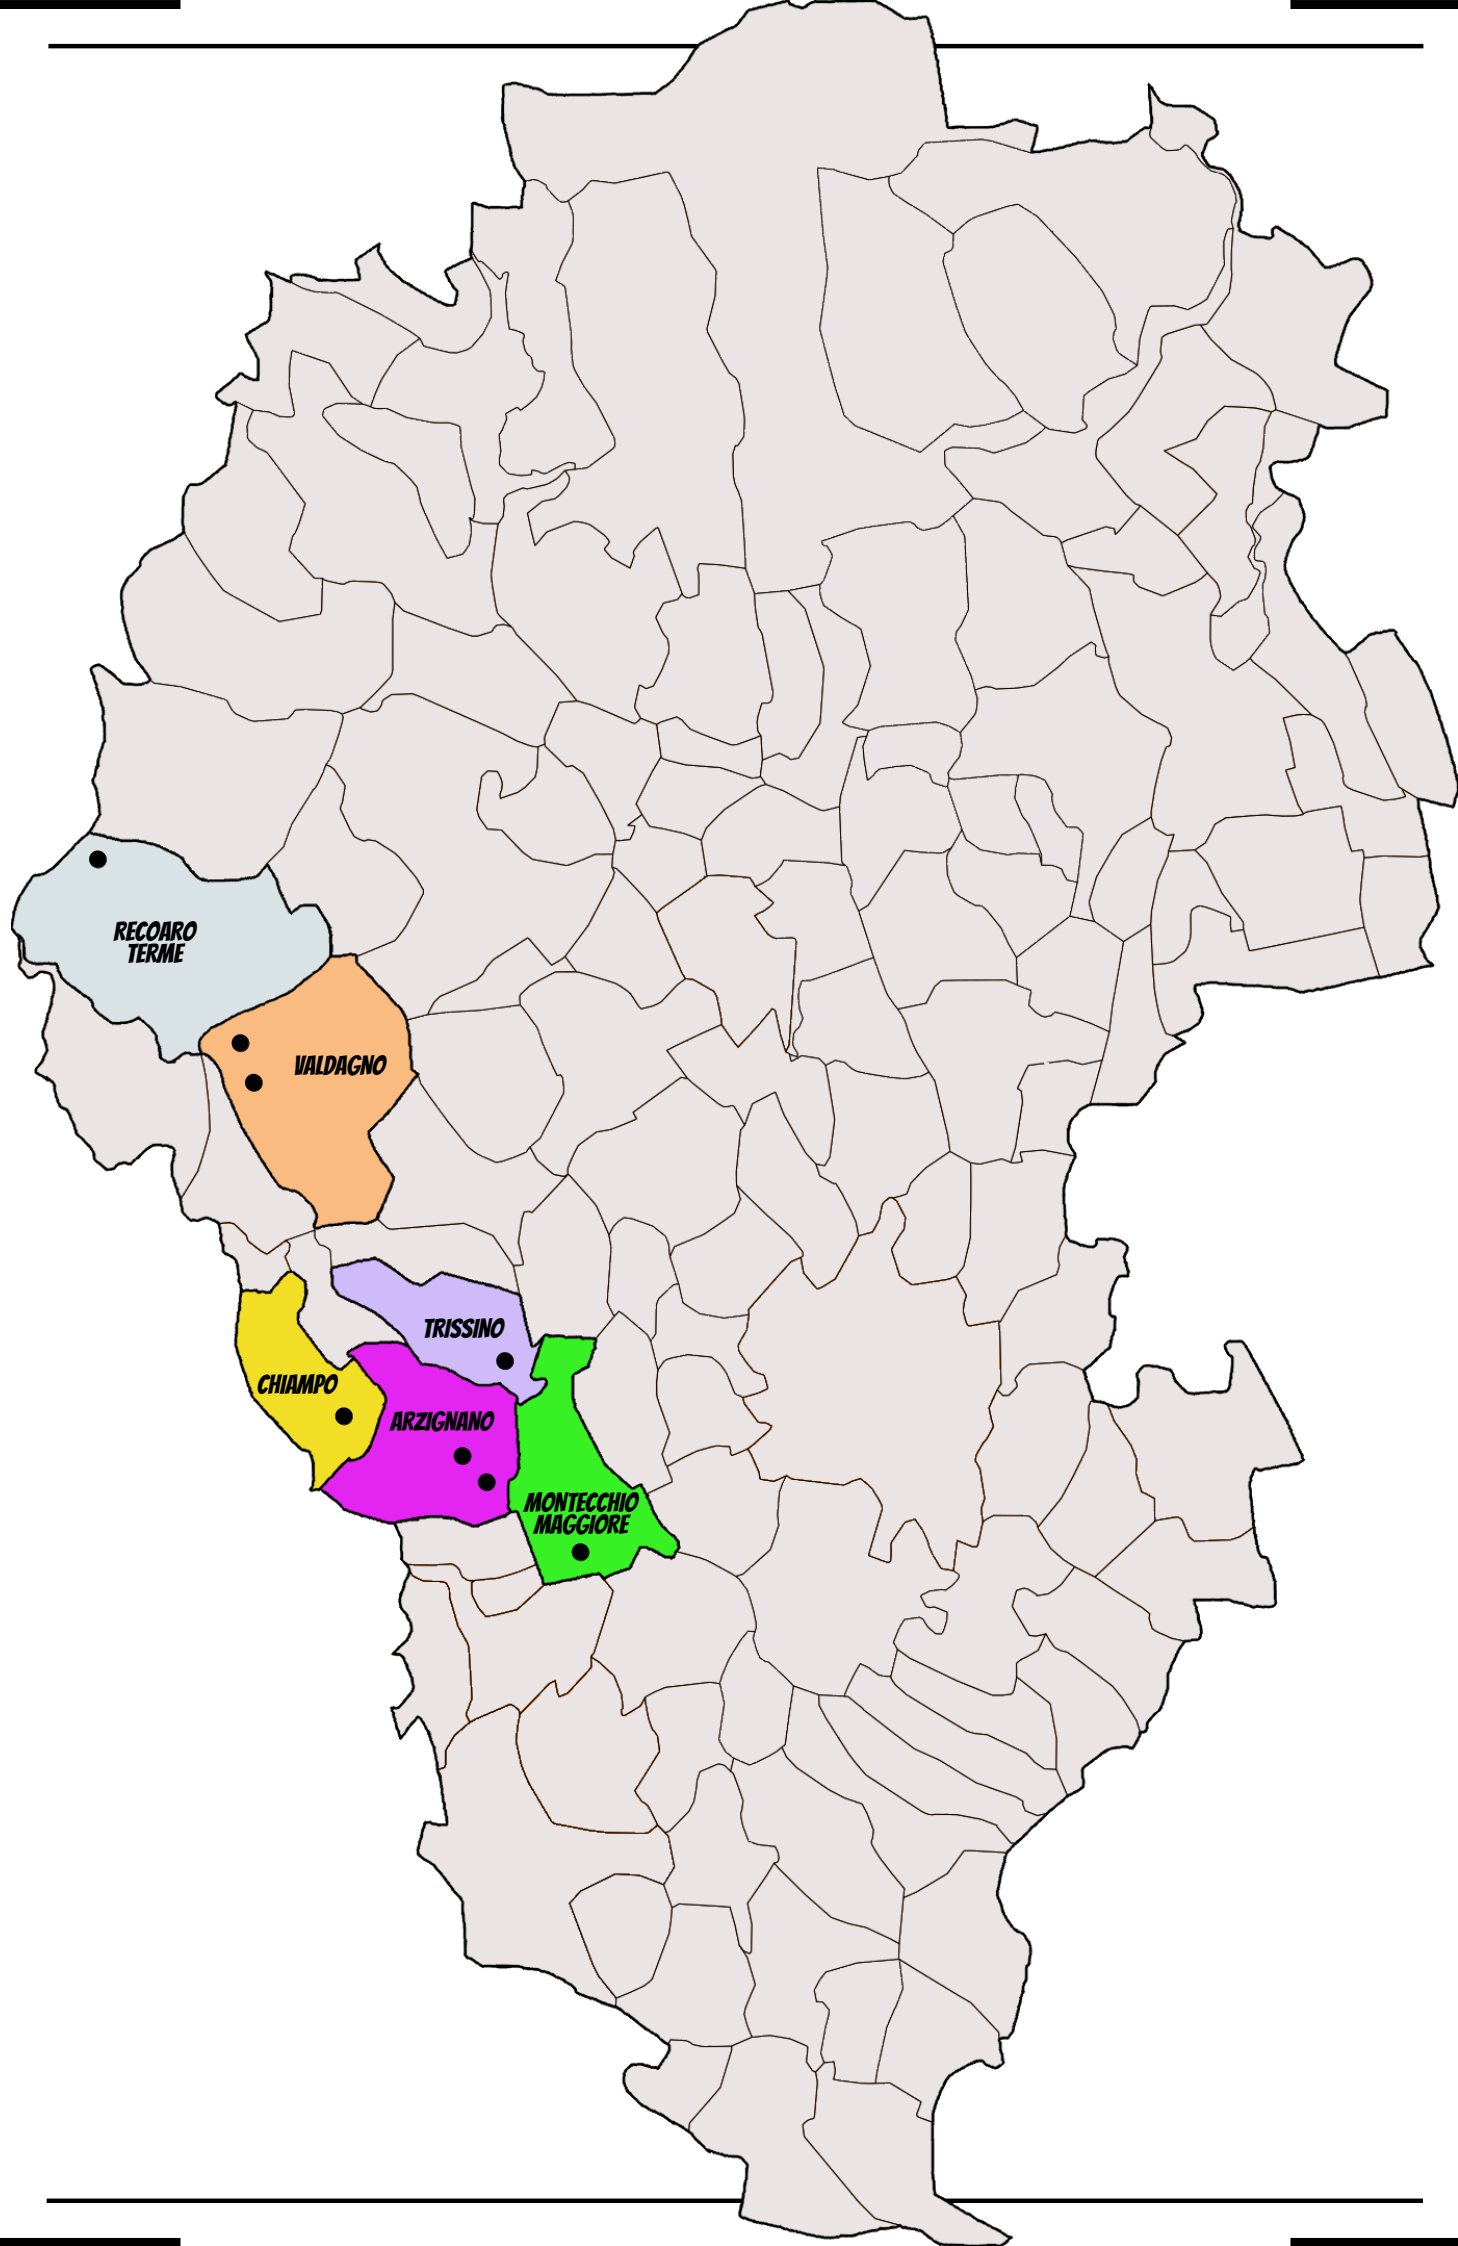 RECOARO
TERME
VALDAGNO
TRISSINO
CHIAMPO
ARZIGNANO
MONTECCHIO
MAGGIORE